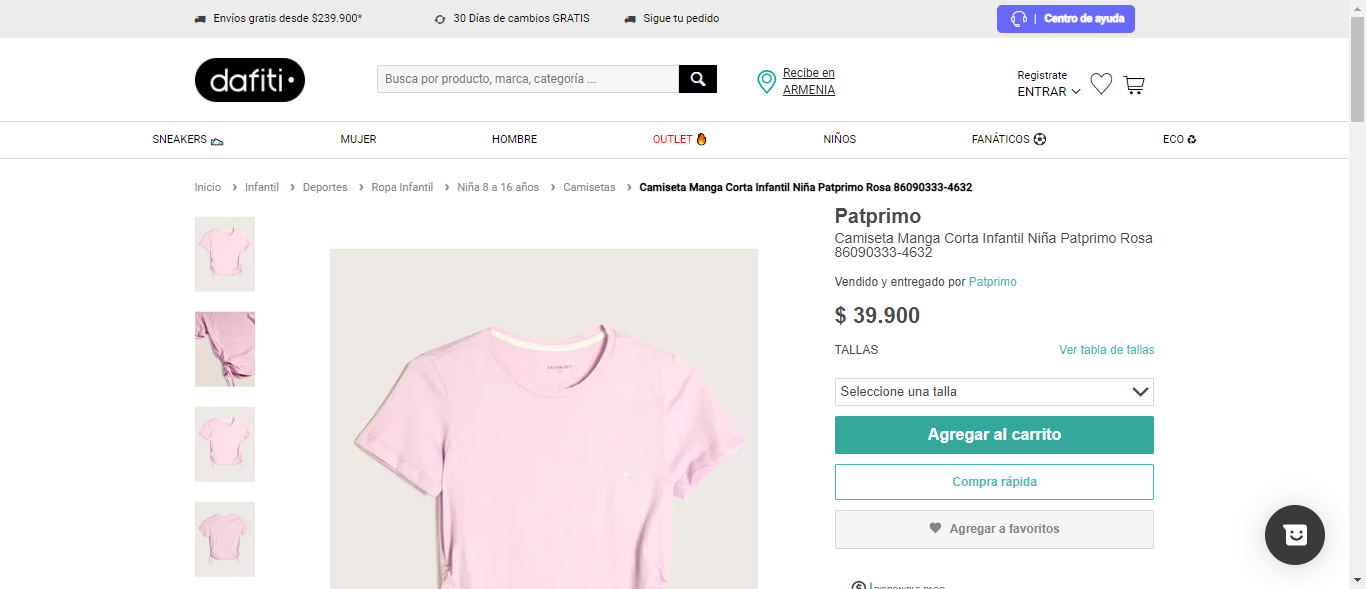 Envíos gratis desde $239.900*
30 Días de cambios GRATIS
Sigue tu pedido
| Centro de ayuda
dafiti
Busca por producto, marca, categoría ...
Recibe en
ARMENIA
Registrate
ENTRAR
SNEAKERS
MUJER
HOMBRE
OUTLET
NIÑOS
FANÁTICOS
ECO
Inicio > Infantil > Deportes > Ropa Infantil > Niña 8 a 16 años > Camisetas > Camiseta Manga Corta Infantil Niña Patprimo Rosa 86090333-4632
Patprimo
Camiseta Manga Corta Infantil Niña Patprimo Rosa
86090333-4632
Vendido y entregado por Patprimo
$ 39.900
TALLAS
Ver tabla de tallas
Seleccione una talla
Agregar al carrito
Compra rápida
Agregar a favoritos
PATPRIMO